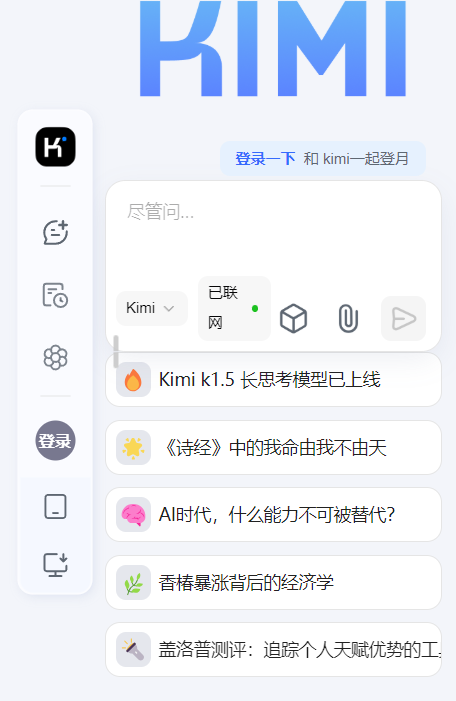 KIMI
登录一下 和 kimi一起登月
尽管问...
Kimi
已联
网
Kimi k1.5 长思考模型已上线
《诗经》中的我命由我不由天
登录
AI时代，什么能力不可被替代？
香椿暴涨背后的经济学
盖洛普测评：追踪个人天赋优势的工